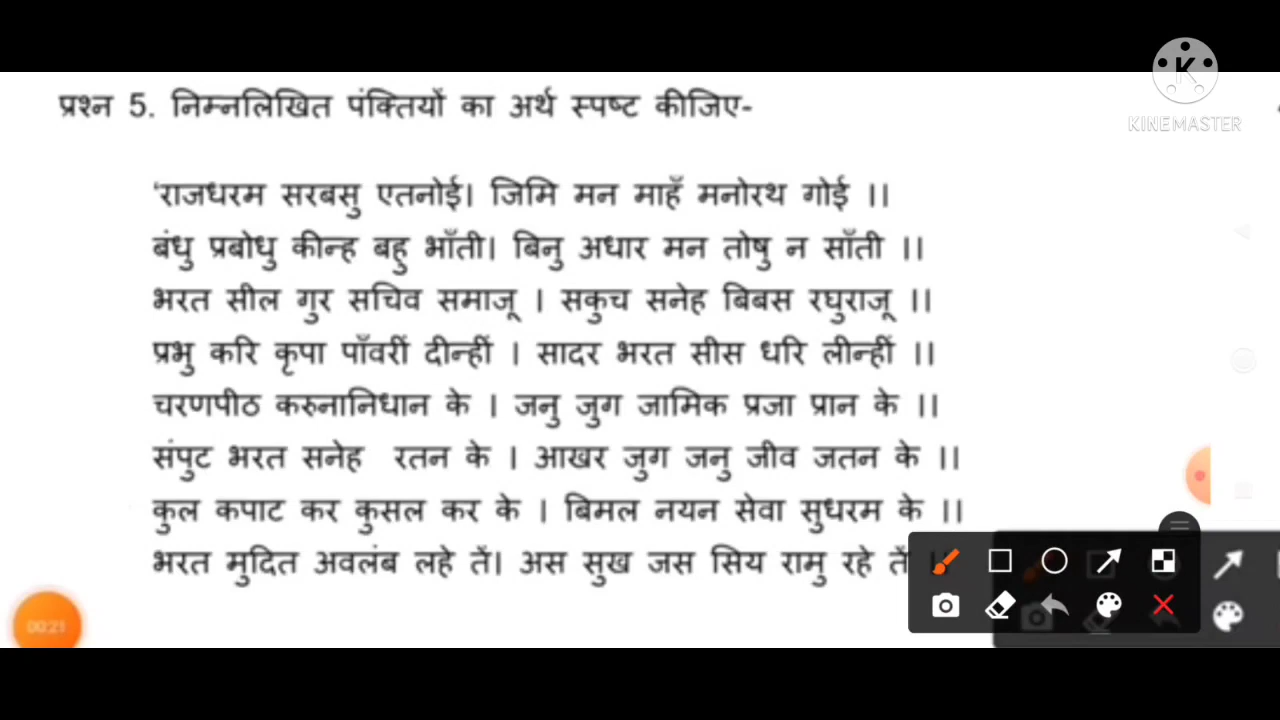 KINEMASTER
प्रश्न 5. निम्नलिखित पंक्तियों का अर्थ स्पष्ट कीजिए-
'राजधरम सरबसु एतनोई। जिमि मन माहँ मनोरथ गोई ।।
बंधु प्रबोधु कीन्ह बहु भाँती। बिनु अधार मन तोषु न साँती ।।
भरत सील गुर सचिव समाजू । सकुच सनेह बिबस रघुराजू ।।
प्रभु करि कृपा पाँवरीं दीन्हीं । सादर भरत सीस धरि लीन्हीं ।।
चरणपीठ करुनानिधान के । जनु जुग जामिक प्रजा प्रान के ।।
संपुट भरत सनेह रतन के । आखर जुग जनु जीव जतन के ।।
कुल कपाट कर कुसल कर के । बिमल नयन सेवा सुधरम के ।।
भरत मुदित अवलंब लहे तें। अस सुख जस सिय रामु रहे तें ।।
00:21